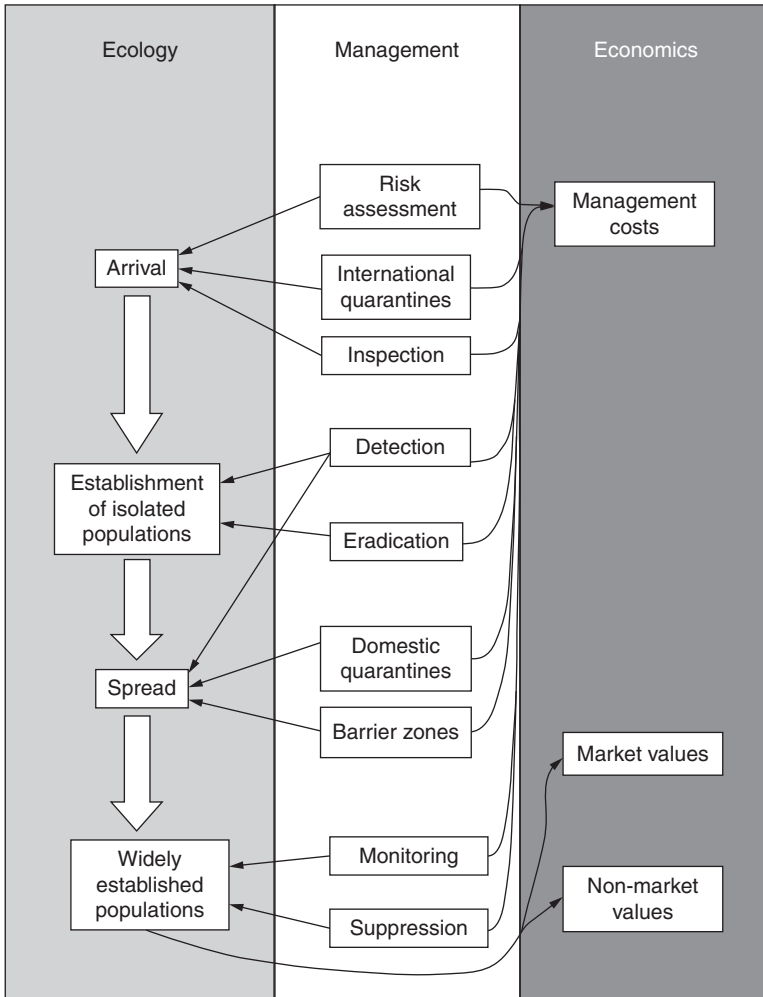 Ecology
Management
Economics
Risk
assessment
Management
costs
Arrival
International
quarantines
Inspection
Detection
Establishment
of isolated
populations
Eradication
Domestic
quarantines
Spread
Barrier zones
Market values
Widely
established
populations
Monitoring
Non-market
values
Suppression